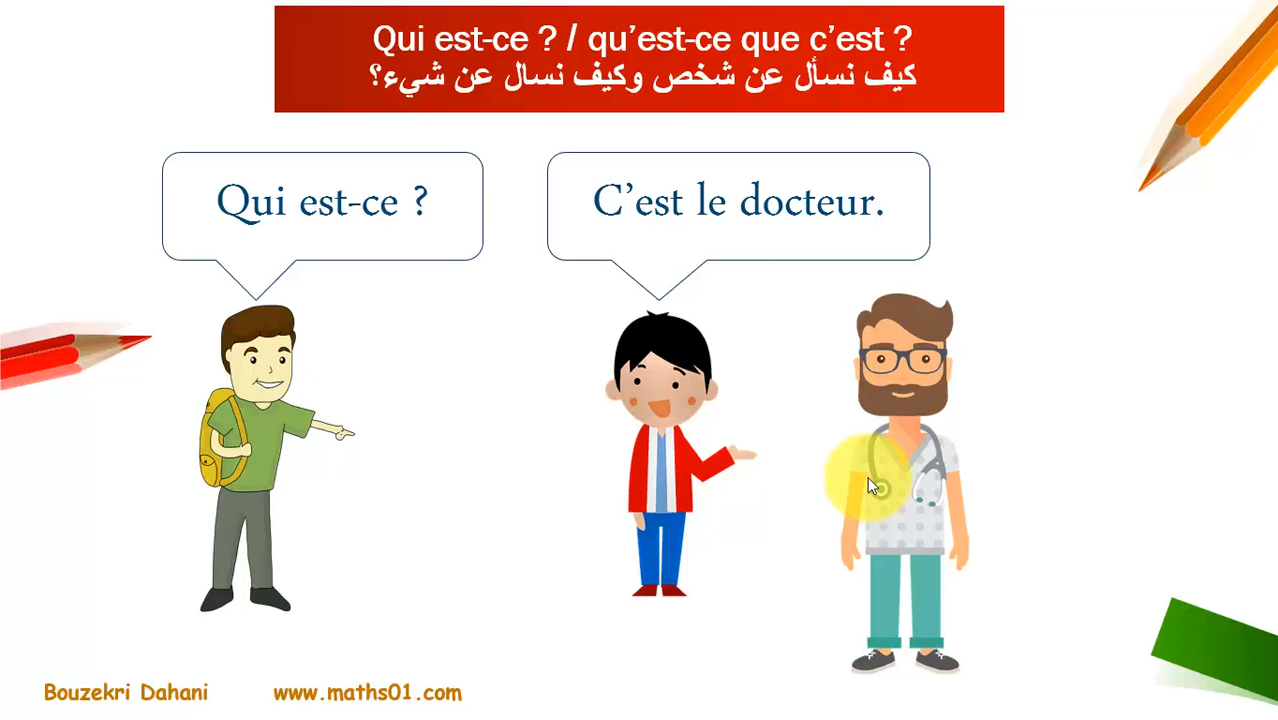 Qui est-ce ? / qu’est-ce que c’est ?
كيف نسأل عن شخص وكيف نسال عن شيء؟
Qui est-ce ?
C’est le docteur.
Bouzekri Dahani
www.maths01.com